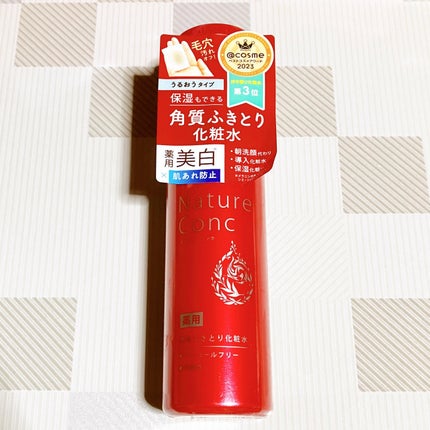 毛穴
汚れ
オフ!
@cosme
ベストコスメアワード
2023
第3位
うるおうタイプ
保湿もできる
角質ふきとり
化粧水
薬用
美白
肌あれ防止
・朝洗顔代わり
・導入化粧水
・保湿化粧水
Nature
Conc
薬用
とり化粧水
ールフリー